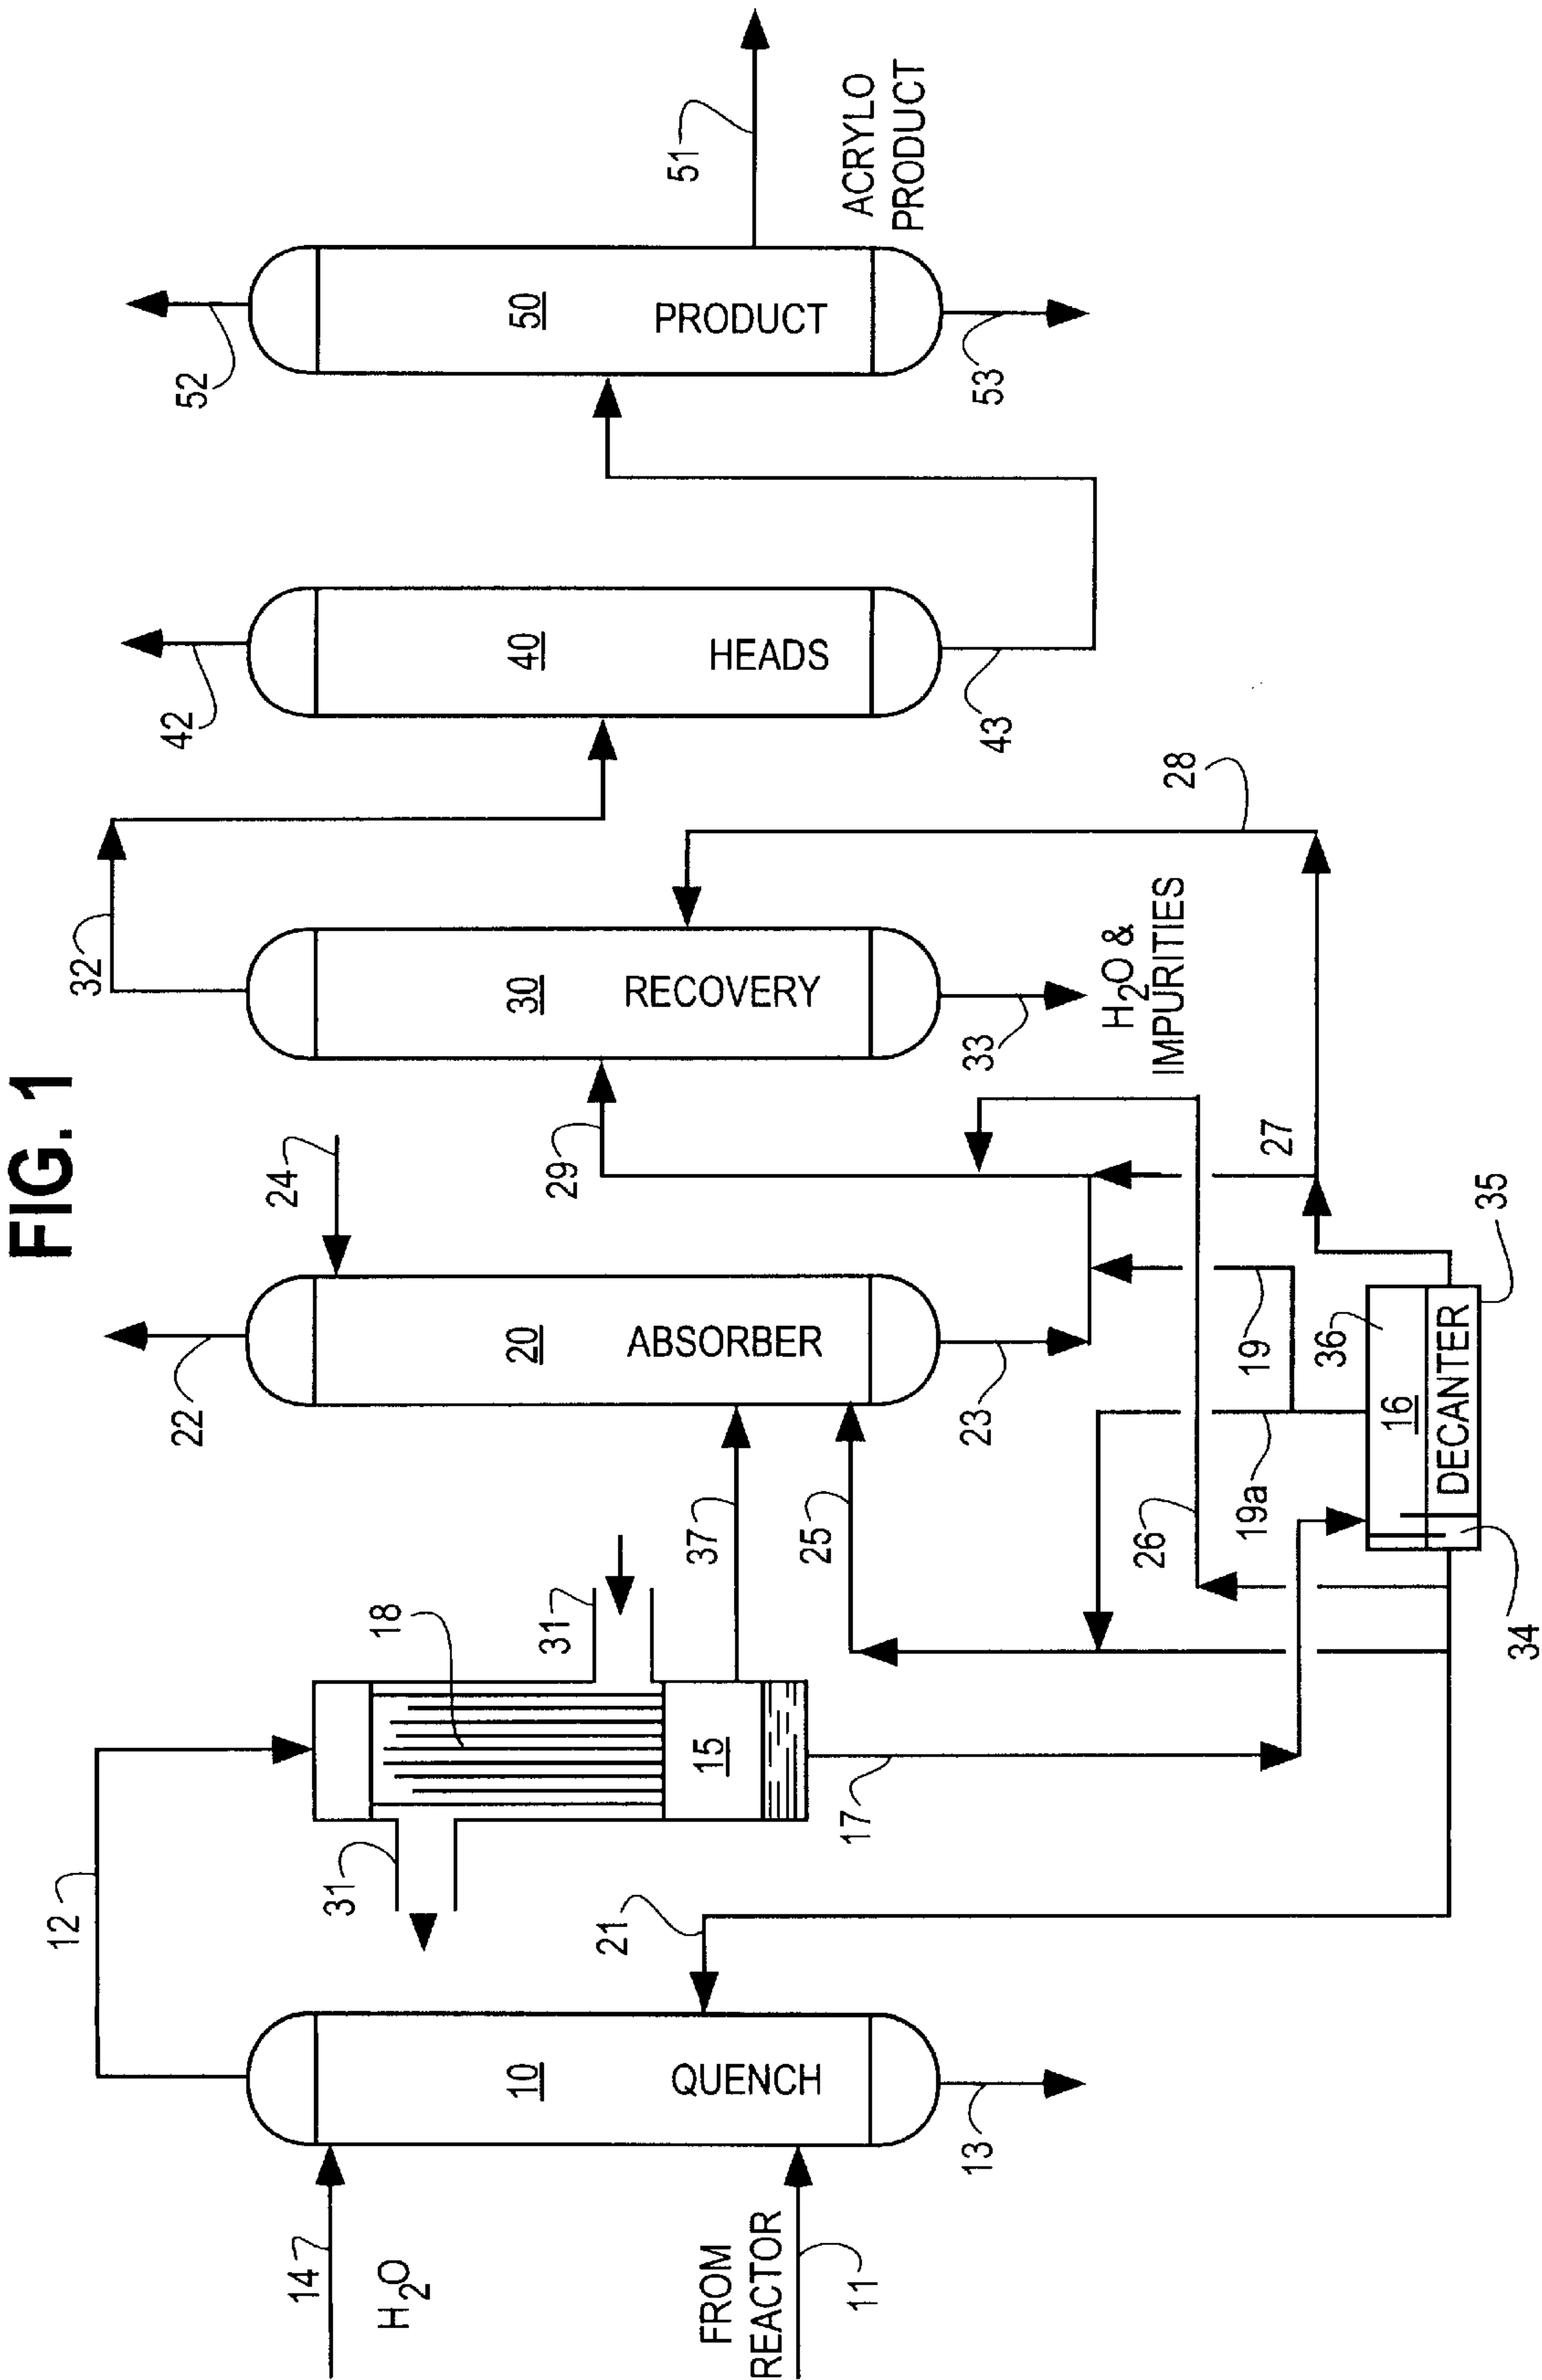 FIG. 1
12
14
H₂O
FROM
REACTOR
11
10
QUENCH
13
21
31
18
31
15
17
37
25
22
24
20
ABSORBER
23
26
19a
19
27
16
36
DECANTER
34
35
29
32
30
RECOVERY
33
H₂O &
IMPURITIES
28
42
40
HEADS
43
52
50
PRODUCT
53
51
ACRYLO
PRODUCT